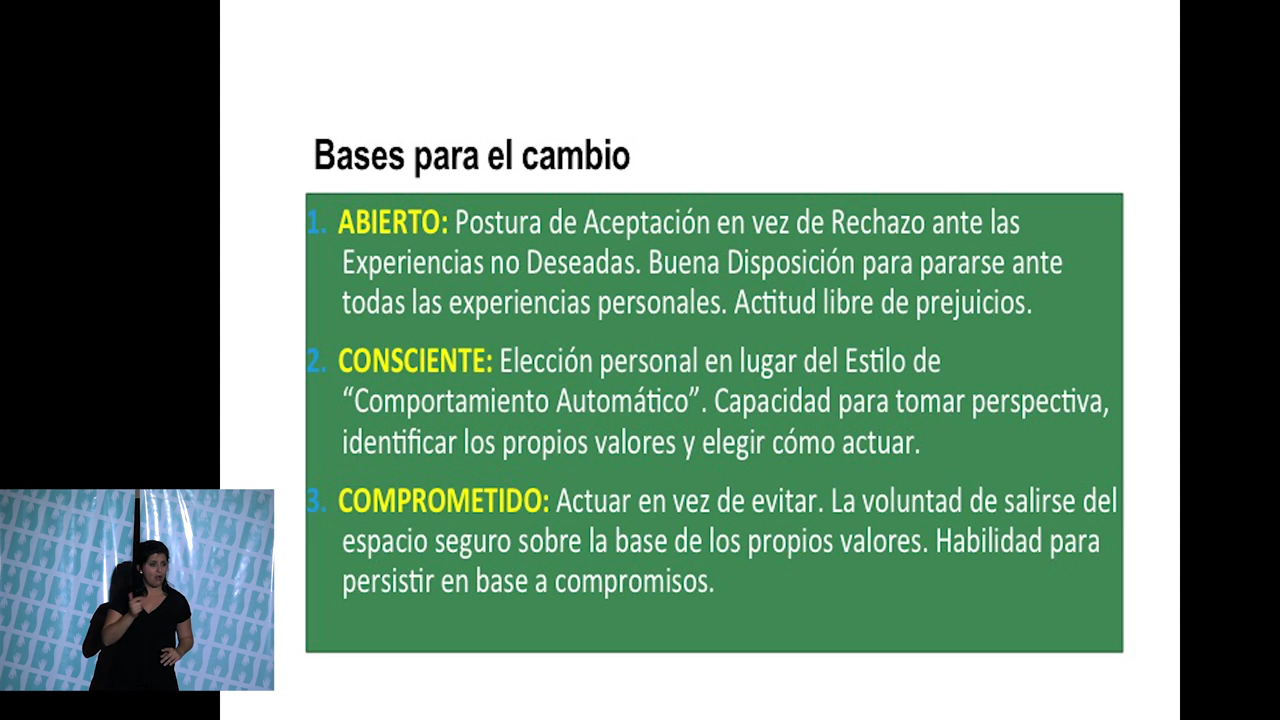 Bases para el cambio
1. ABIERTO: Postura de Aceptación en vez de Rechazo ante las
Experiencias no Deseadas. Buena Disposición para pararse ante
todas las experiencias personales. Actitud libre de prejuicios.
2. CONSCIENTE: Elección personal en lugar del Estilo de
“Comportamiento Automático”. Capacidad para tomar perspectiva,
identificar los propios valores y elegir cómo actuar.
3. COMPROMETIDO: Actuar en vez de evitar. La voluntad de salirse del
espacio seguro sobre la base de los propios valores. Habilidad para
persistir en base a compromisos.